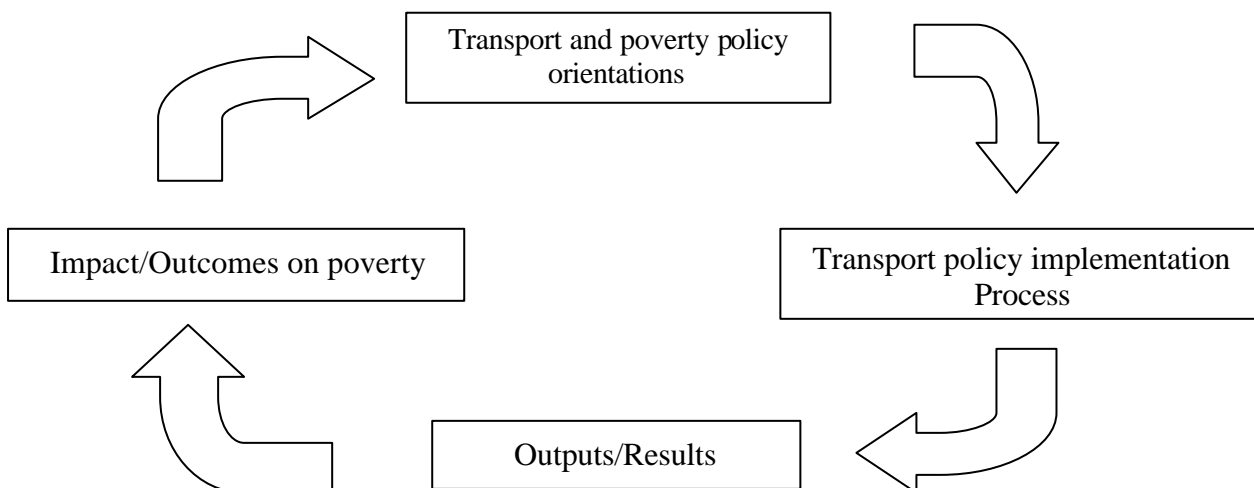 Transport and poverty policy
orientations
Impact/Outcomes on poverty
Transport policy implementation
Process
Outputs/Results